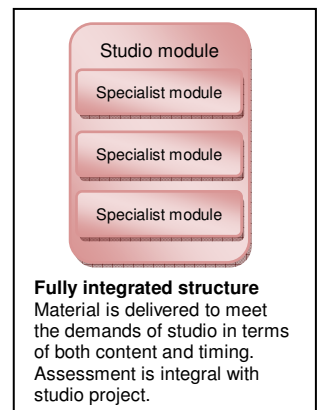 Studio module
Specialist module
Specialist module
Specialist module
Fully integrated structure
Material is delivered to meet
the demands of studio in terms
of both content and timing.
Assessment is integral with
studio project.